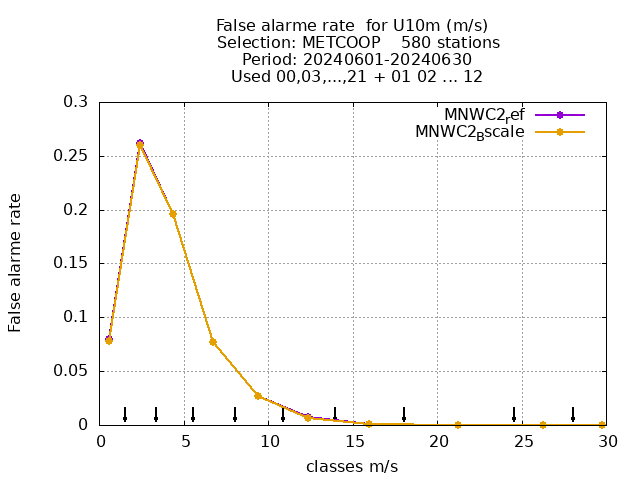 False alarme rate  for U10m (m/s)
Selection: METCOOP    580 stations
Period: 20240601-20240630
Used 00,03,...,21 + 01 02 ... 12
MNWC2ref
MNWC2Bscale
False alarme rate
0.3
0.25
0.2
0.15
0.1
0.05
0
0 5 10 15 20 25 30
classes m/s